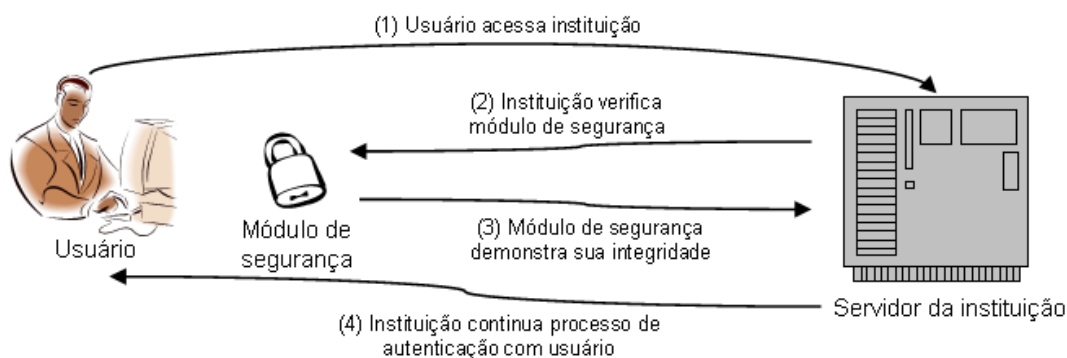 (1) Usuário acessa instituição
(2) Instituição verifica
módulo de segurança
(3) Módulo de segurança
demonstra sua integridade
Usuário
Módulo de
segurança
Servidor da instituição
(4) Instituição continua processo de
autenticação com usuário